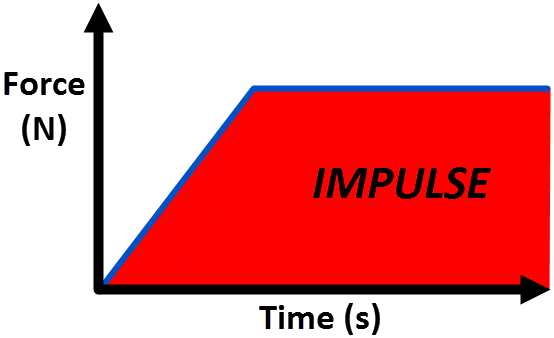 Force
(N)
IMPULSE
Time (s)